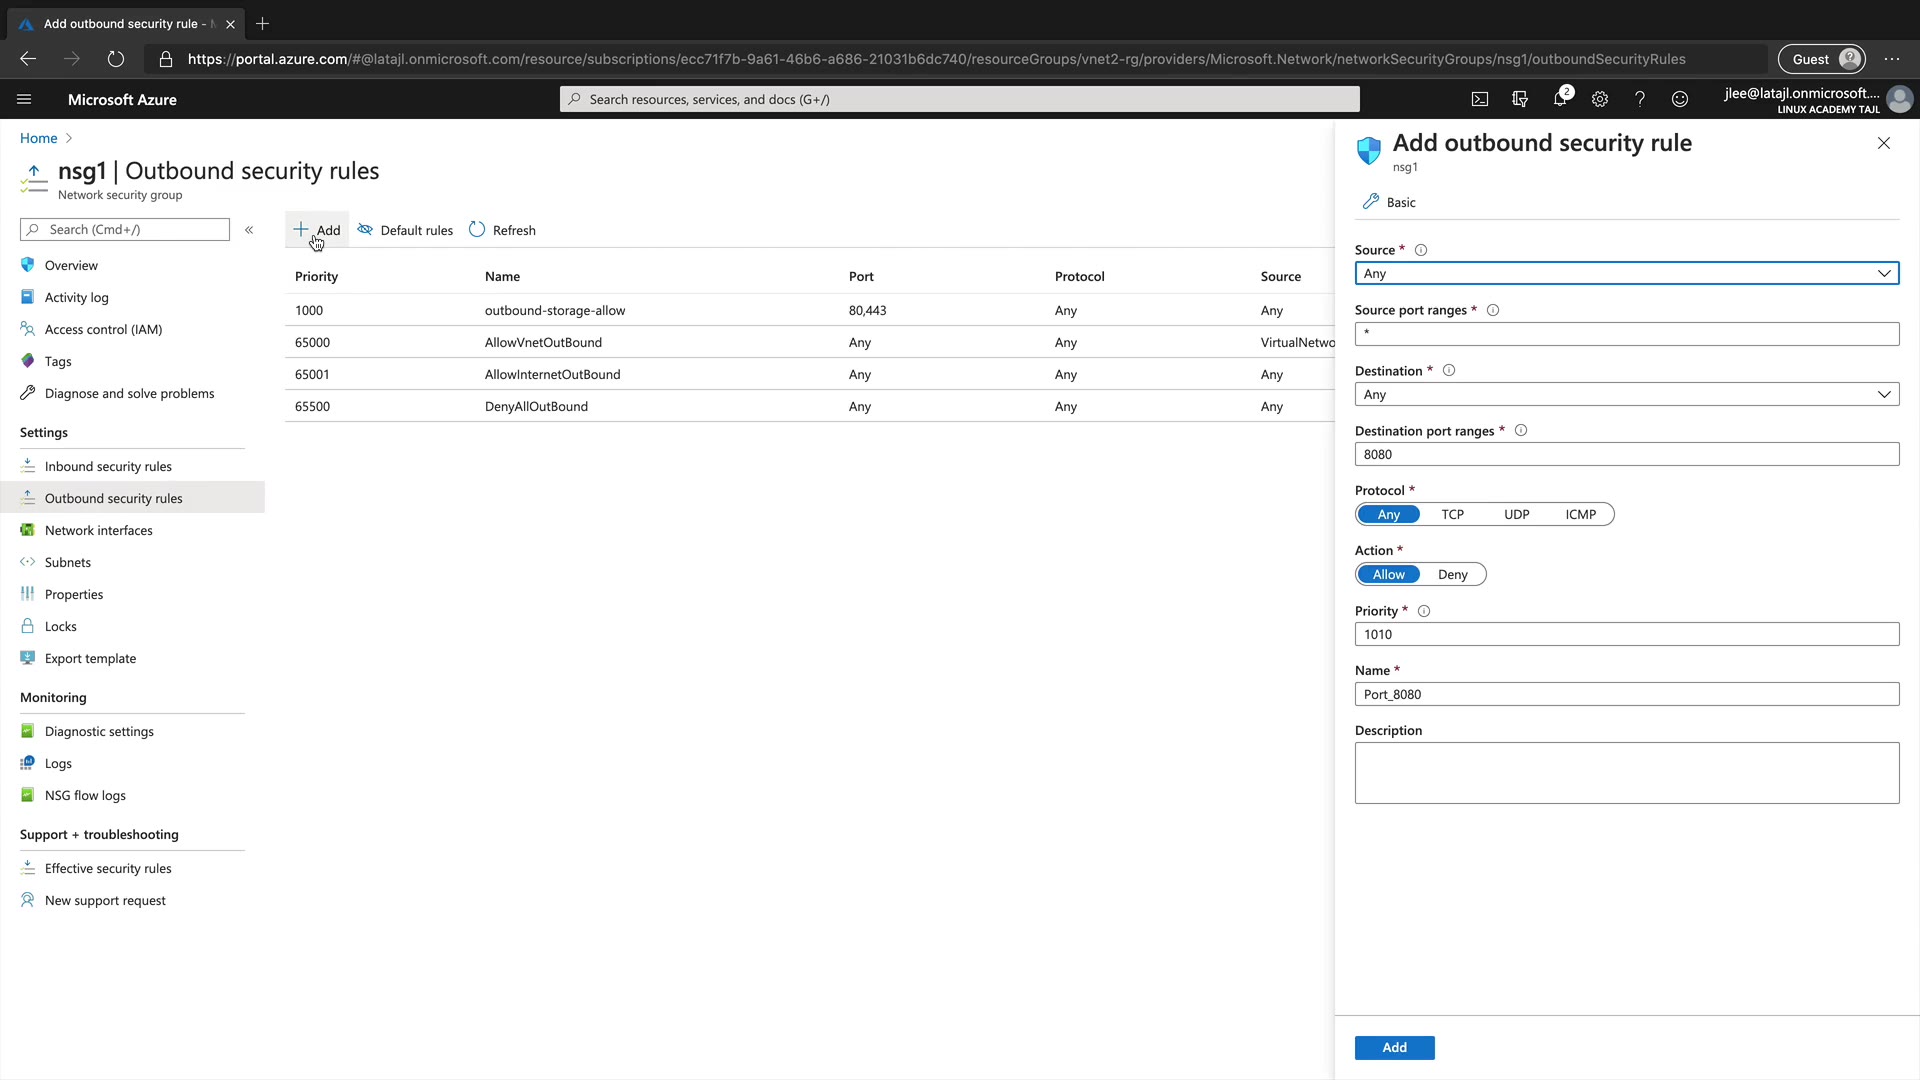 Add outbound security rule - M
https://portal.azure.com/#@latajl.onmicrosoft.com/resource/subscriptions/ecc71f7b-9a61-46b6-a686-21031b6dc740/resourceGroups/vnet2-rg/providers/Microsoft.Network/networkSecurityGroups/nsg1/outboundSecurityRules
Guest
Microsoft Azure
Search resources, services, and docs (G+/)
2
jlee@latajl.onmicrosoft....
LINUX ACADEMY TAJL
Home
nsg1 | Outbound security rules
Network security group
Search (Cmd+/)
Overview
Activity log
Access control (IAM)
Tags
Diagnose and solve problems
Settings
Inbound security rules
Outbound security rules
Network interfaces
Subnets
Properties
Locks
Export template
Monitoring
Diagnostic settings
Logs
NSG flow logs
Support + troubleshooting
Effective security rules
New support request
Add Default rules Refresh
Priority Name Port Protocol Source
1000 outbound-storage-allow 80,443 Any Any
65000 AllowVnetOutBound Any Any VirtualNetwo
65001 AllowInternetOutBound Any Any Any
65500 DenyAllOutBound Any Any Any
Add outbound security rule
nsg1
Basic
Source *
Any
Source port ranges *
*
Destination *
Any
Destination port ranges *
8080
Protocol *
Any TCP UDP ICMP
Action *
Allow Deny
Priority *
1010
Name *
Port_8080
Description
Add